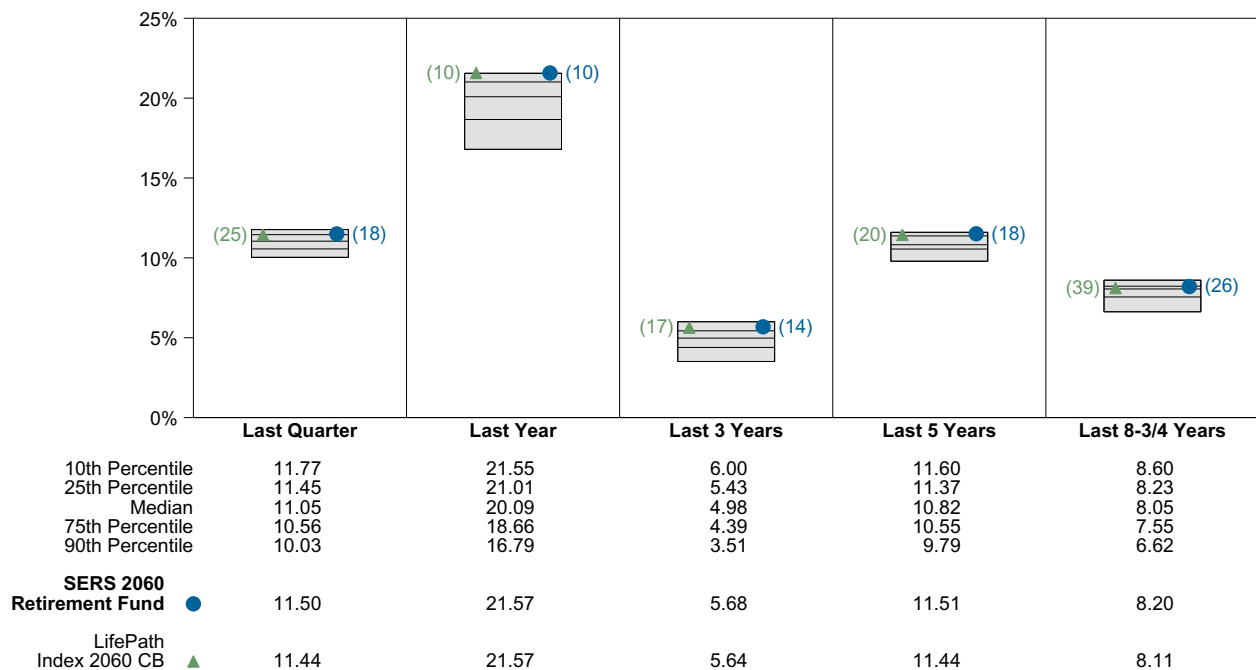 25%
20%
15%
10%
5%
0%
(25) (18)
(10) (10)
(17) (14)
(20) (18)
(39) (26)
Last Quarter Last Year Last 3 Years Last 5 Years Last 8-3/4 Years
10th Percentile 11.77 21.55 6.00 11.60 8.60
25th Percentile 11.45 21.01 5.43 11.37 8.23
Median 11.05 20.09 4.98 10.82 8.05
75th Percentile 10.56 18.66 4.39 10.55 7.55
90th Percentile 10.03 16.79 3.51 9.79 6.62
SERS 2060
Retirement Fund 11.50 21.57 5.68 11.51 8.20
LifePath
Index 2060 CB 11.44 21.57 5.64 11.44 8.11